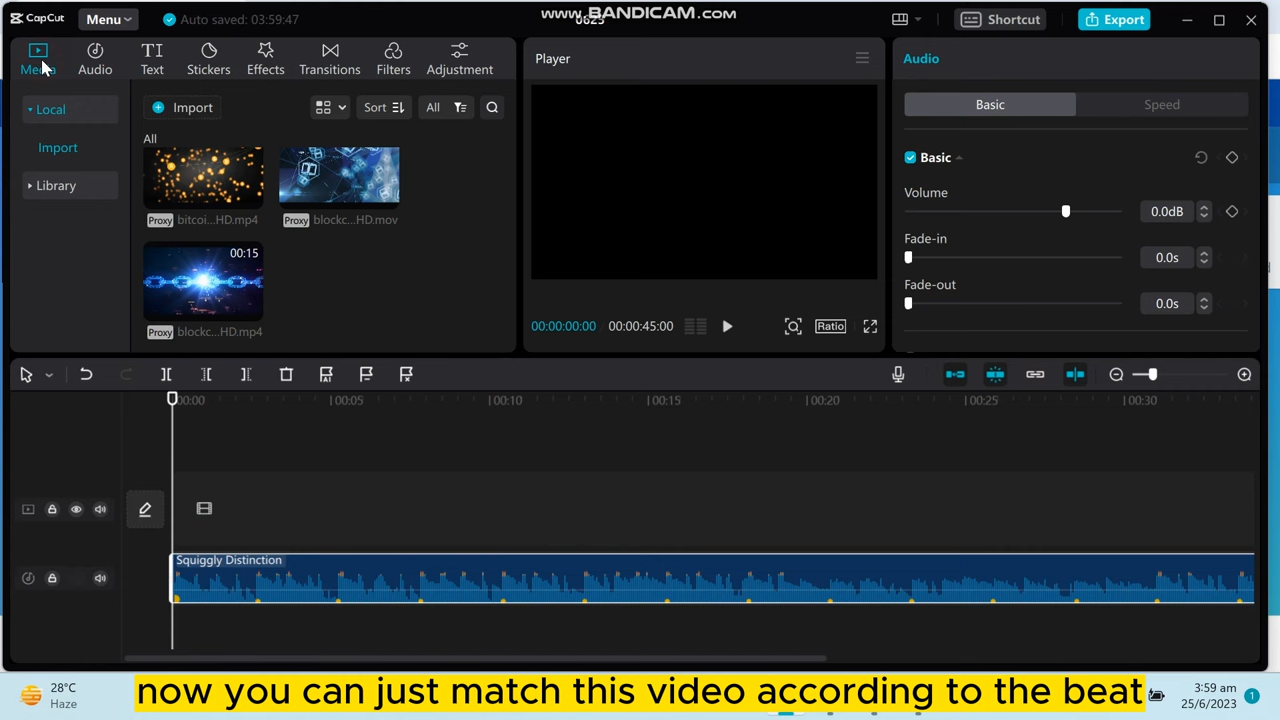 CapCut
Menu
Auto saved: 03:59:47
www.BANDICAM.com
Shortcut
Export
Media
Audio
Text
Stickers
Effects
Transitions
Filters
Adjustment
Player
Audio
Local
Import
Sort
All
Basic
Speed
All
Import
Library
Proxy
bitcoi...HD.mp4
Proxy
blockc...HD.mov
00:15
Proxy
blockc...HD.mp4
Basic
Volume
0.0dB
Fade-in
0.0s
Fade-out
0.0s
00:00:00:00
00:00:45:00
Ratio
00:00
00:05
00:10
00:15
00:20
00:25
00:30
Squiggly Distinction
28°C
Haze
now you can just match this video according to the beat
3:59 am
25/6/2023
1